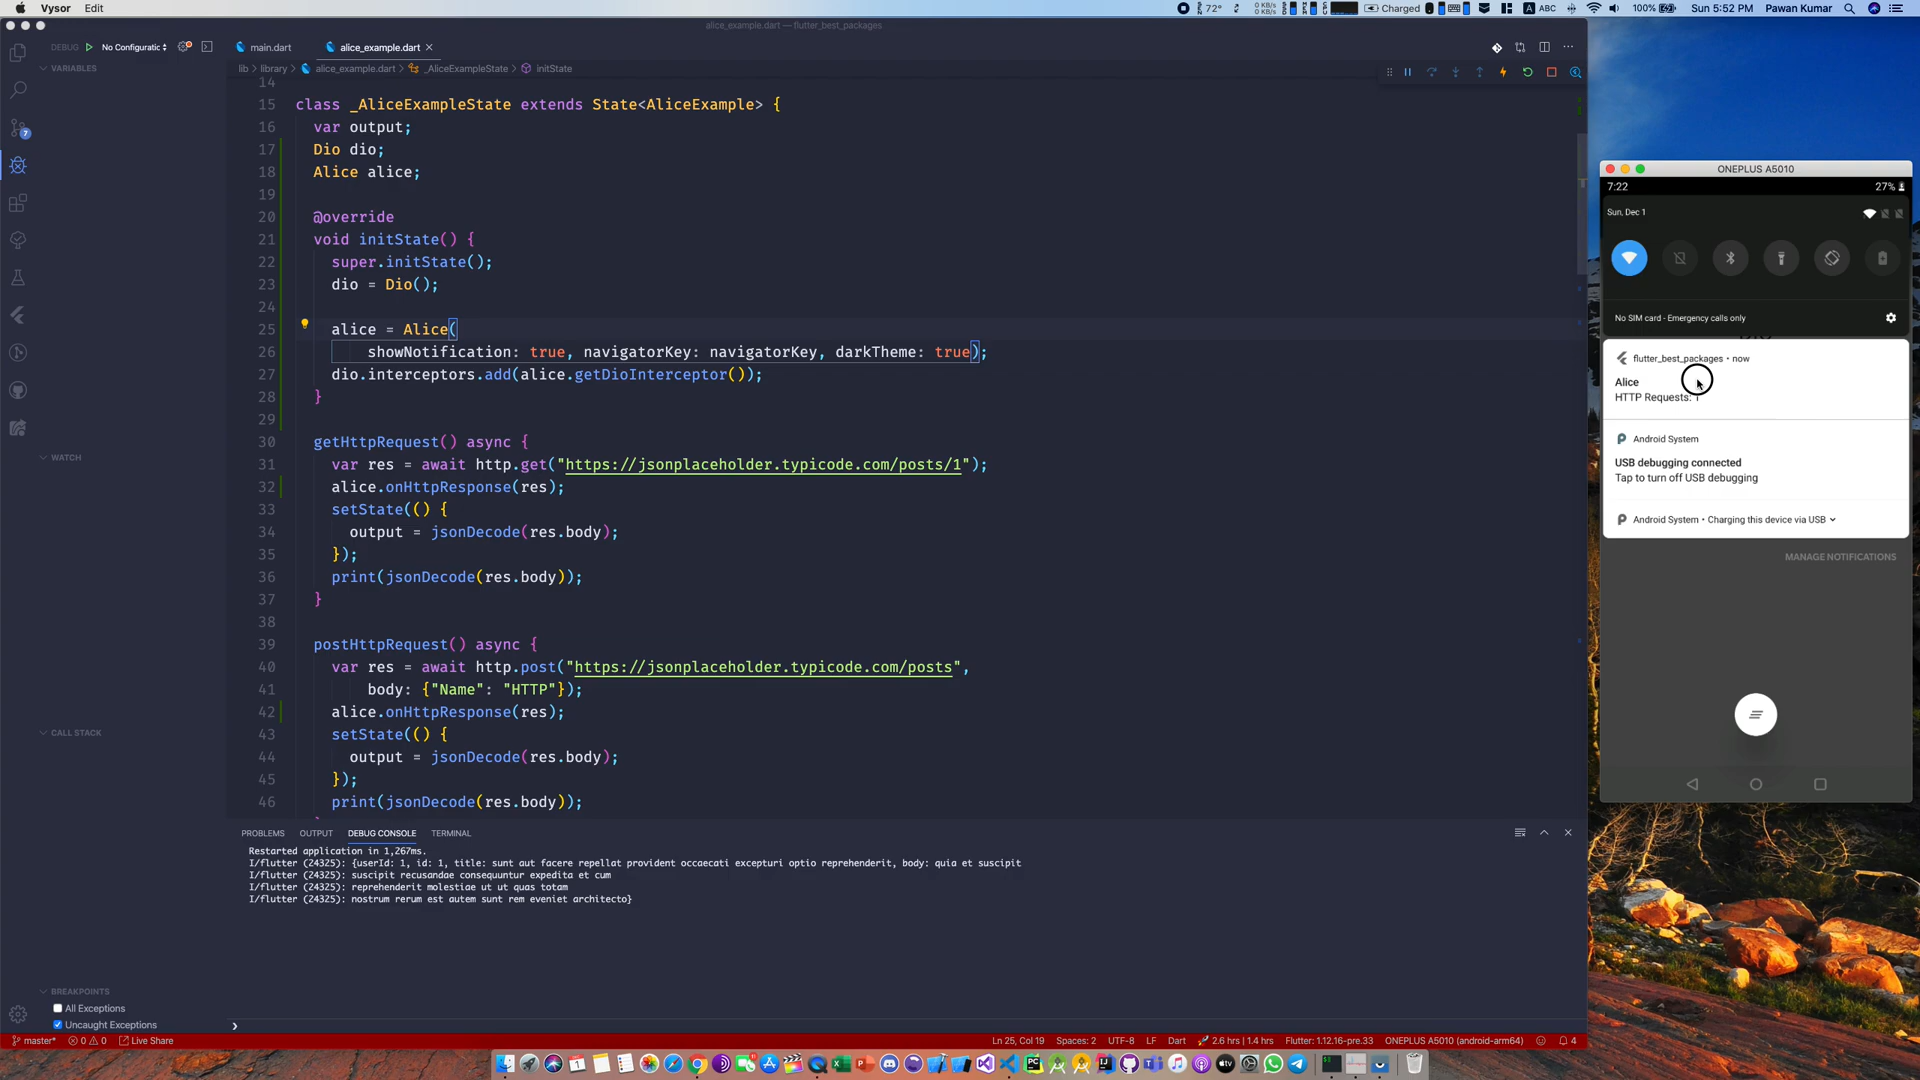 Vysor Edit
72° 0 KB/s 0 KB/s Charged ABC 100% Sun 5:52 PM Pawan Kumar
alice_example.dart — flutter_best_packages
DEBUG No Configuratic main.dart alice_example.dart
VARIABLES
lib › library › alice_example.dart › _AliceExampleState › initState
14
15 class _AliceExampleState extends State<AliceExample> {
16 var output;
17 Dio dio;
18 Alice alice;
19
20 @override
21 void initState() {
22 super.initState();
23 dio = Dio();
24
25 alice = Alice(
26 showNotification: true, navigatorKey: navigatorKey, darkTheme: true);
27 dio.interceptors.add(alice.getDioInterceptor());
28 }
29
30 getHttpRequest() async {
31 var res = await http.get("https://jsonplaceholder.typicode.com/posts/1");
32 alice.onHttpResponse(res);
33 setState(() {
34 output = jsonDecode(res.body);
35 });
36 print(jsonDecode(res.body));
37 }
38
39 postHttpRequest() async {
40 var res = await http.post("https://jsonplaceholder.typicode.com/posts",
41 body: {"Name": "HTTP"});
42 alice.onHttpResponse(res);
43 setState(() {
44 output = jsonDecode(res.body);
45 });
46 print(jsonDecode(res.body));
WATCH
CALL STACK
BREAKPOINTS
All Exceptions
Uncaught Exceptions
PROBLEMS OUTPUT DEBUG CONSOLE TERMINAL
Restarted application in 1,267ms.
I/flutter (24325): {userId: 1, id: 1, title: sunt aut facere repellat provident occaecati excepturi optio reprehenderit, body: quia et suscipit
I/flutter (24325): suscipit recusandae consequuntur expedita et cum
I/flutter (24325): reprehenderit molestiae ut ut quas totam
I/flutter (24325): nostrum rerum est autem sunt rem eveniet architecto}
master* 0 0 Live Share Ln 25, Col 19 Spaces: 2 UTF-8 LF Dart 2.6 hrs | 1.4 hrs Flutter: 1.12.16-pre.33 ONEPLUS A5010 (android-arm64) 4
ONEPLUS A5010
7:22 27%
Sun, Dec 1
No SIM card - Emergency calls only
flutter_best_packages • now
Alice
HTTP Requests: 1
Android System
USB debugging connected
Tap to turn off USB debugging
Android System • Charging this device via USB
MANAGE NOTIFICATIONS